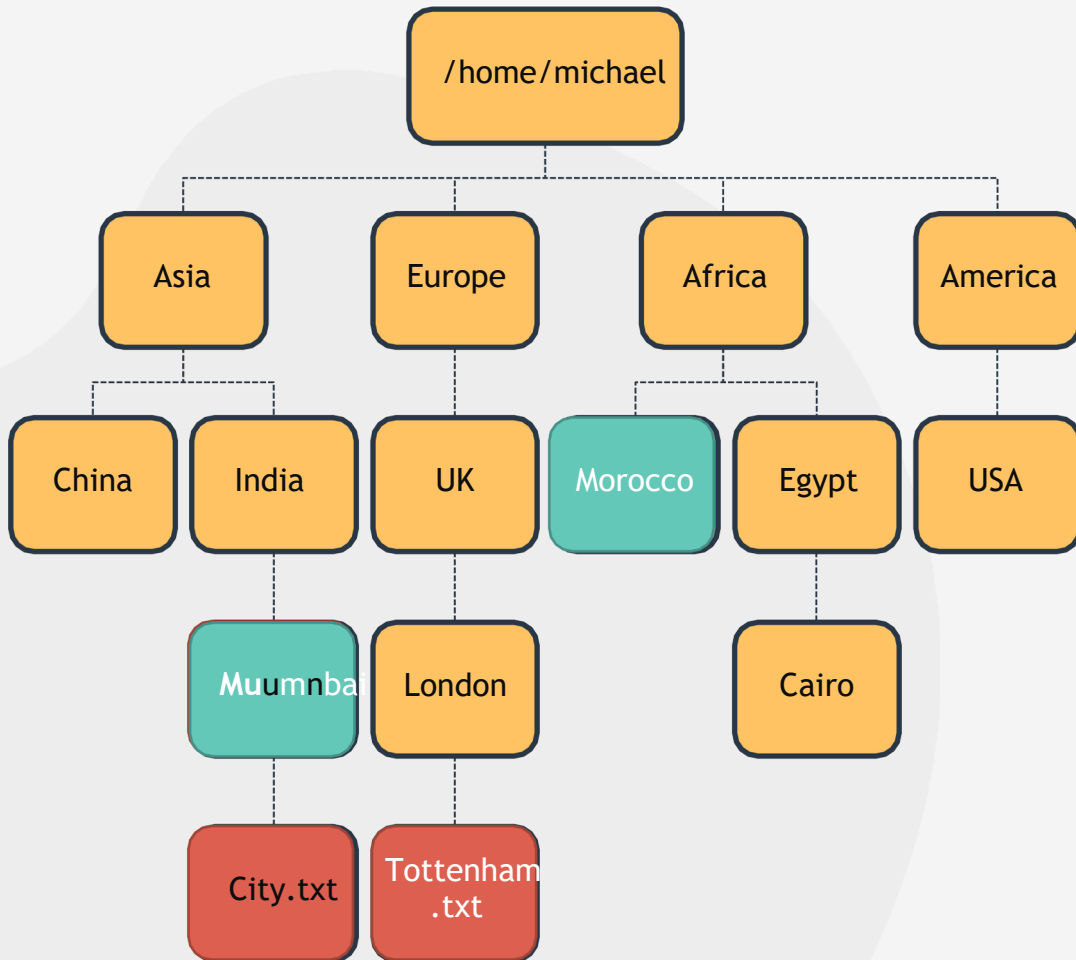 /home/michael
Asia
Europe
Africa
America
China
India
UK
Morocco
Egypt
USA
London
Cairo
City.txt
Tottenham
.txt